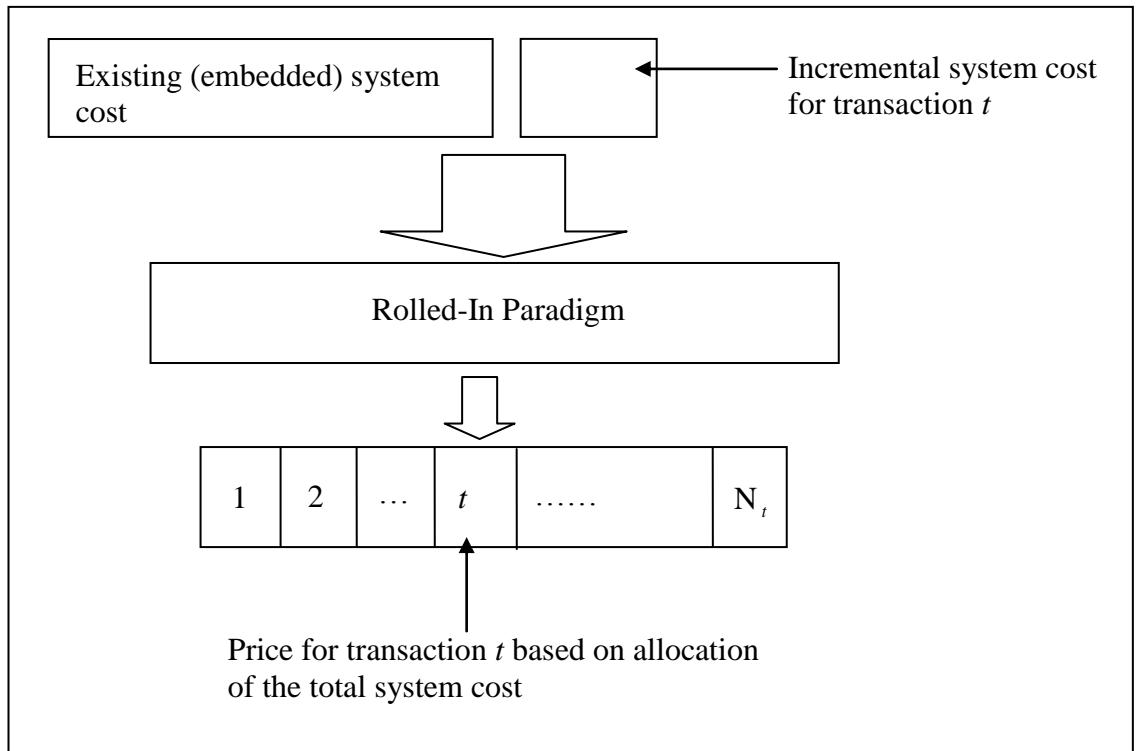 Existing (embedded) system
cost
Incremental system cost
for transaction t
Rolled-In Paradigm
1 2 ... t ...... N t
Price for transaction t based on allocation
of the total system cost